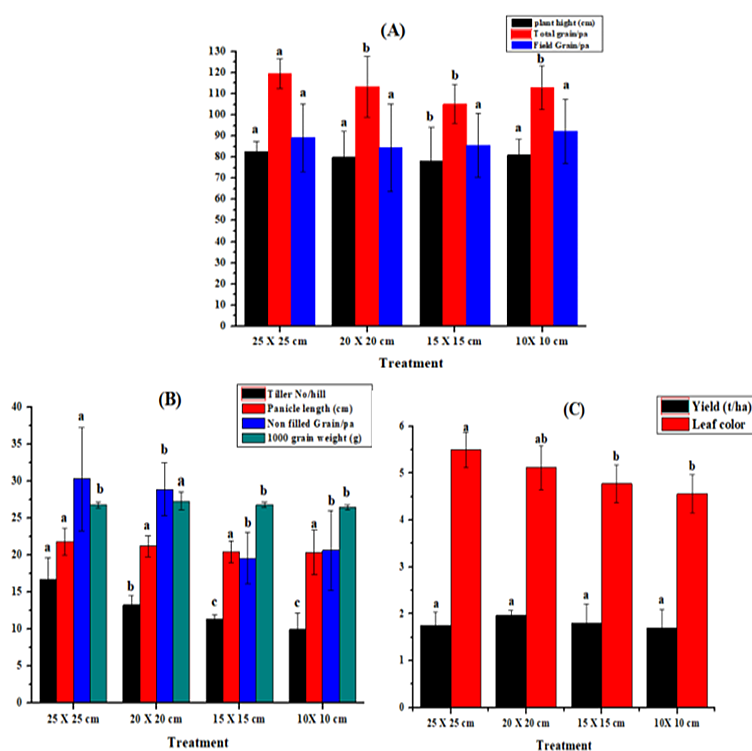 (A)
plant hight (cm)
Total grain/pa
Field Grain/pa
130
120
110
100
90
80
70
60
50
40
30
20
10
0
a
a
a
a
b
a
b
b
a
a
b
a
25 X 25 cm
20 X 20 cm
15 X 15 cm
10X 10 cm
Treatment
(B)
Tiller No/hill
Panicle length (cm)
Non filled Grain/pa
1000 grain weight (g)
40
35
30
25
20
15
10
5
0
a
a
a
b
b
a
b
a
c
a
b
b
c
a
b
b
25 X 25 cm
20 X 20 cm
15 X 15 cm
10X 10 cm
Treatment
(C)
Yield (t/ha)
Leaf color
6
5
4
3
2
1
0
a
a
a
ab
a
b
a
b
25 X 25 cm
20 X 20 cm
15 X 15 cm
10X 10 cm
Treatment